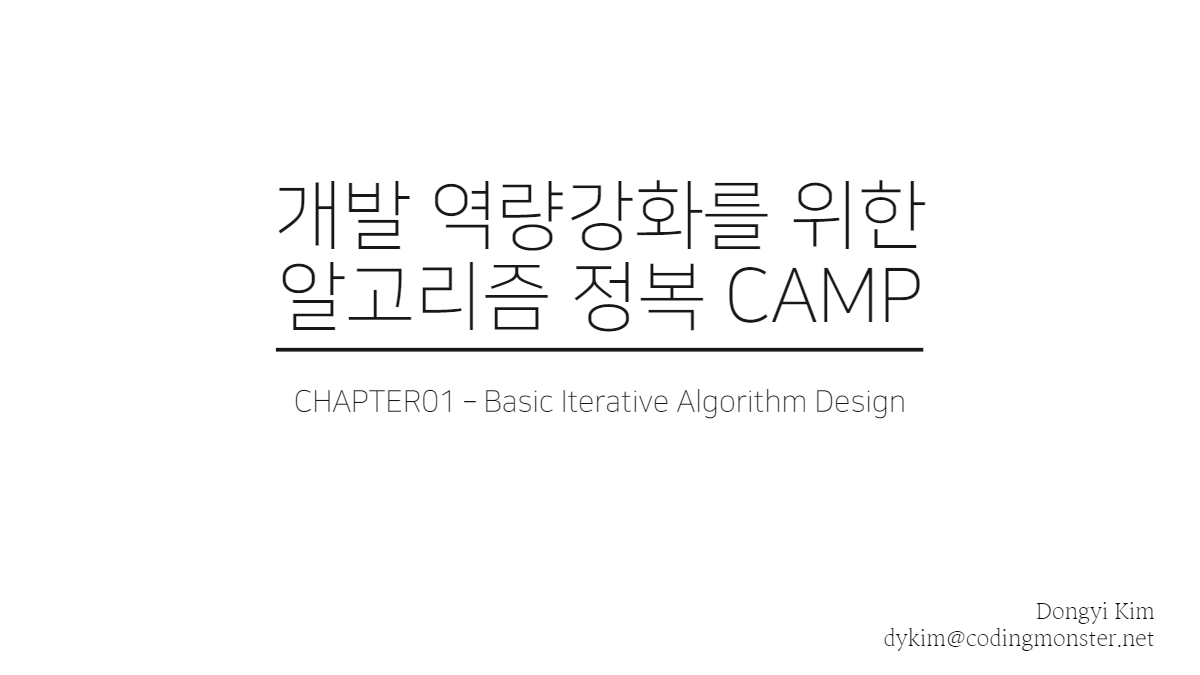 개발 역량강화를 위한
알고리즘 정복 CAMP
CHAPTER01 – Basic Iterative Algorithm Design
Dongyi Kim
dykim@codingmonster.net